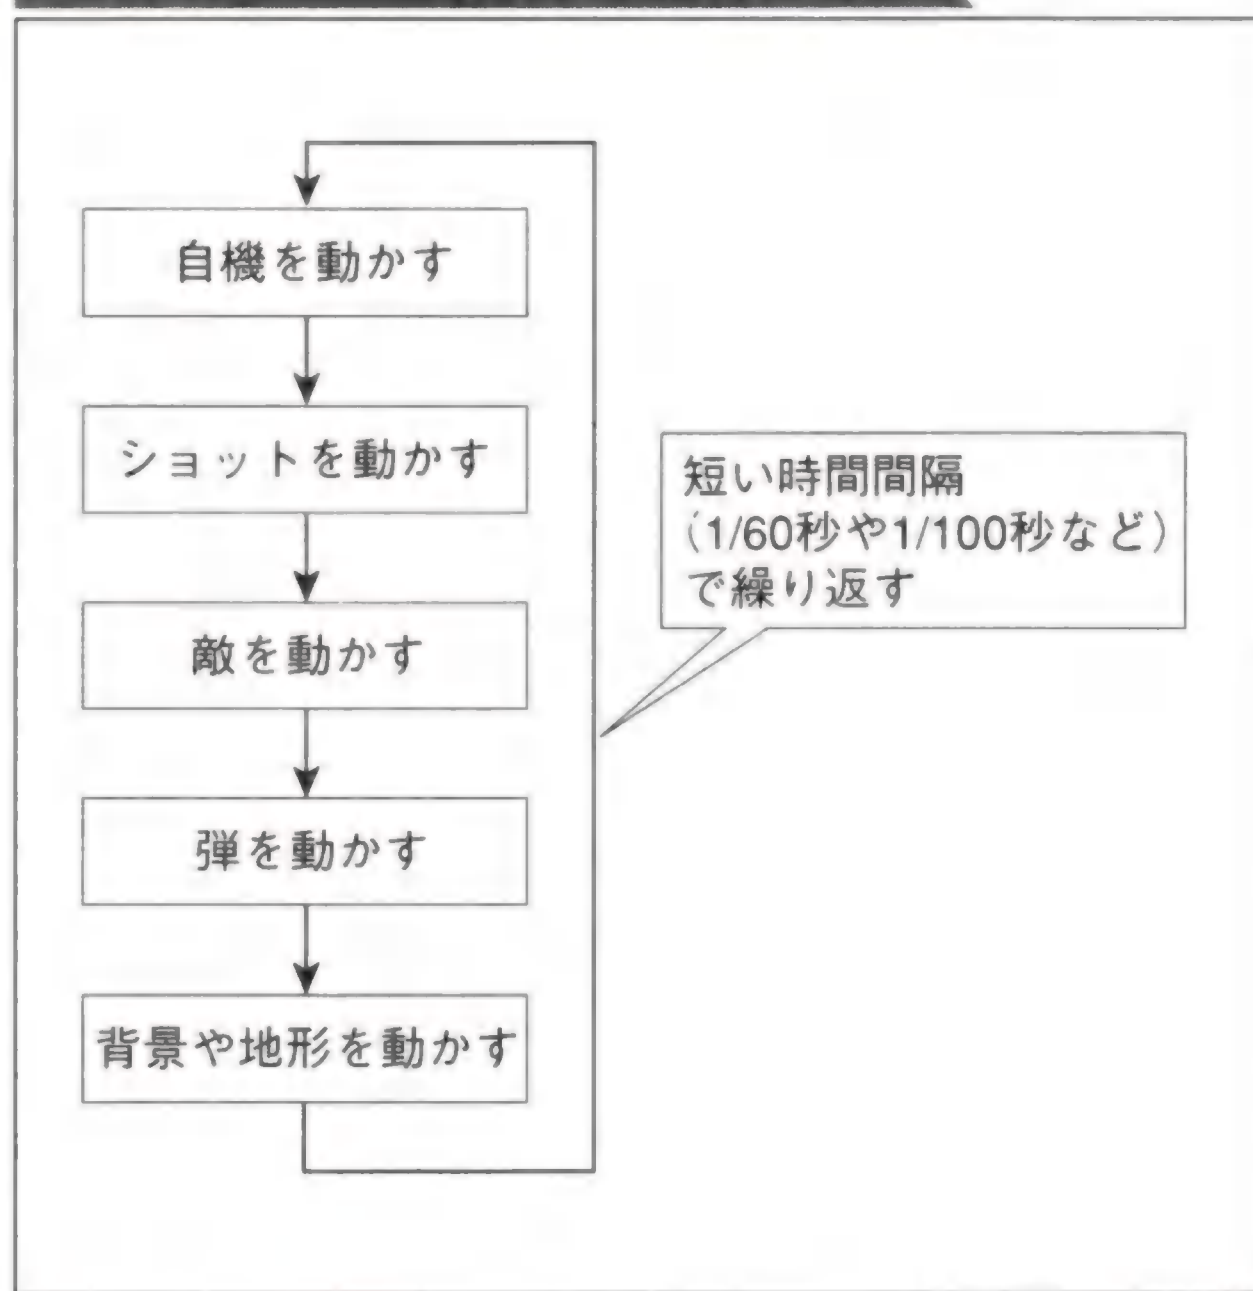 自機を動かす
ショットを動かす
敵を動かす
弾を動かす
背景や地形を動かす
短い時間間隔
（1/60秒や1/100秒など）
で繰り返す